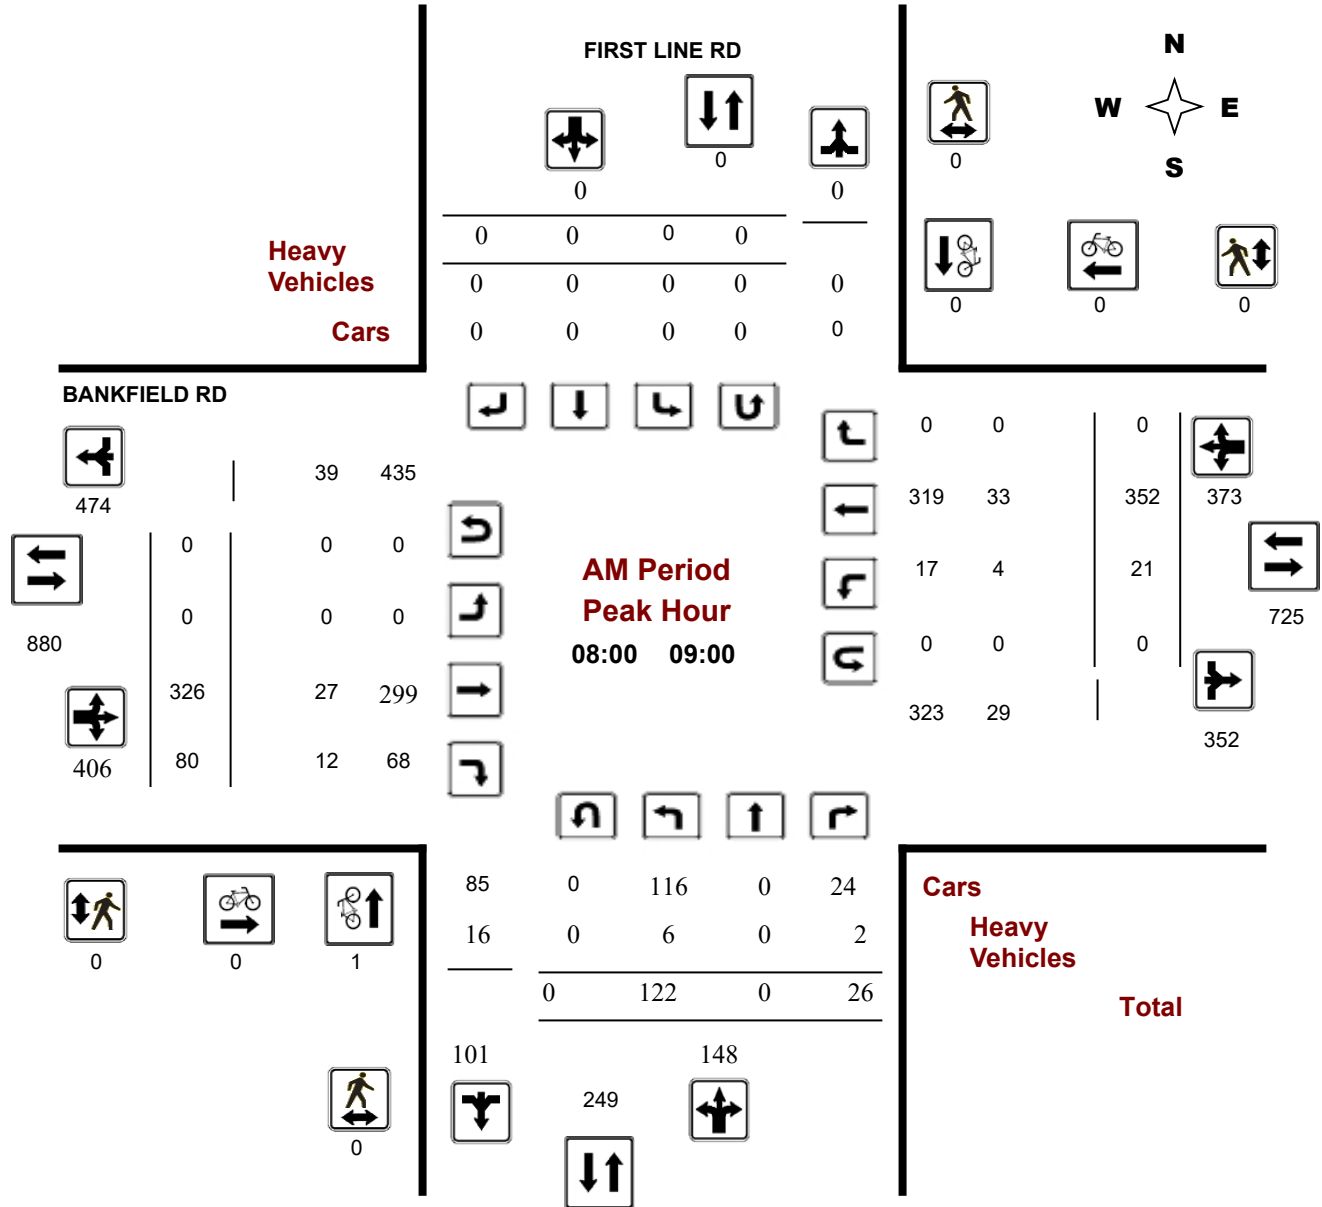 FIRST LINE RD
N
W E
S
0
0
0 0
0
0 0 0 0
Heavy
Vehicles
0 0 0 0 0
0 0 0
Cars
0 0 0 0 0
BANKFIELD RD
0 0 0
39 435
474
319 33 352 373
0 0 0
AM Period
17 4 21
Peak Hour
725
0 0 0
880
08:00 09:00
0 0 0
326 27 299
323 29
352
406 80 12 68
85 0 116 0 24
Cars
16 0 6 0 2
Heavy
Vehicles
0 0 1
0 122 0 26
Total
101 148
249
0